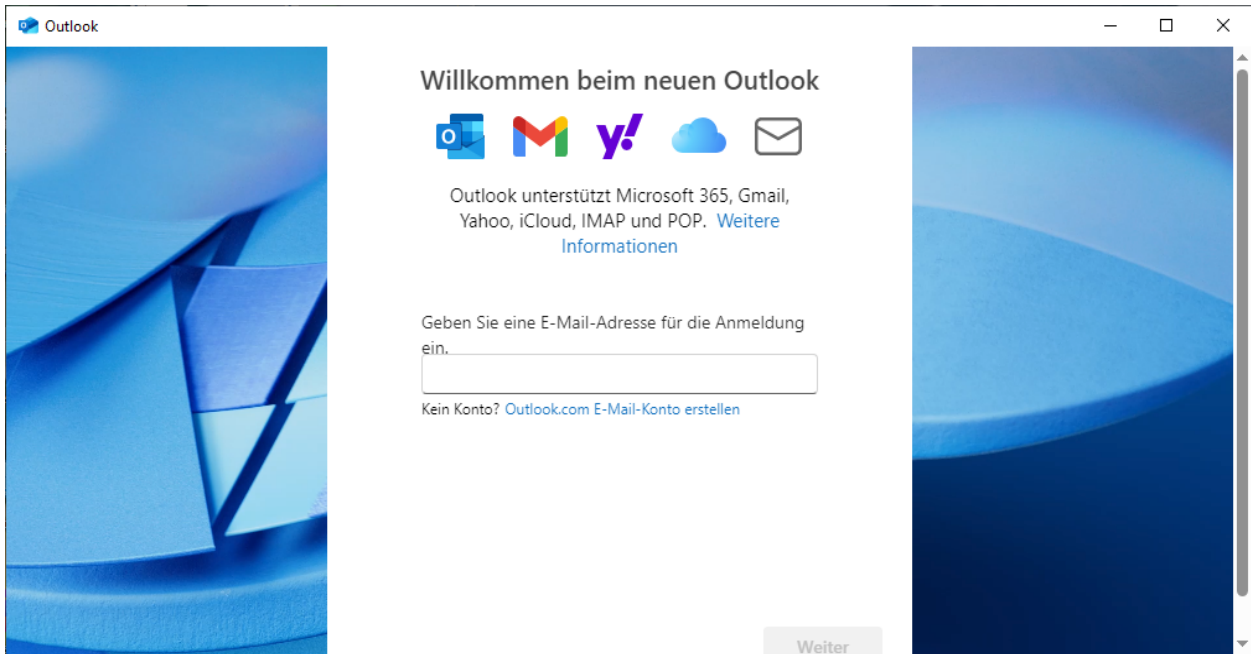 Outlook
Willkommen beim neuen Outlook
Outlook unterstützt Microsoft 365, Gmail,
Yahoo, iCloud, IMAP und POP. Weitere
Informationen
Geben Sie eine E-Mail-Adresse für die Anmeldung
ein.
Kein Konto? Outlook.com E-Mail-Konto erstellen
Weiter